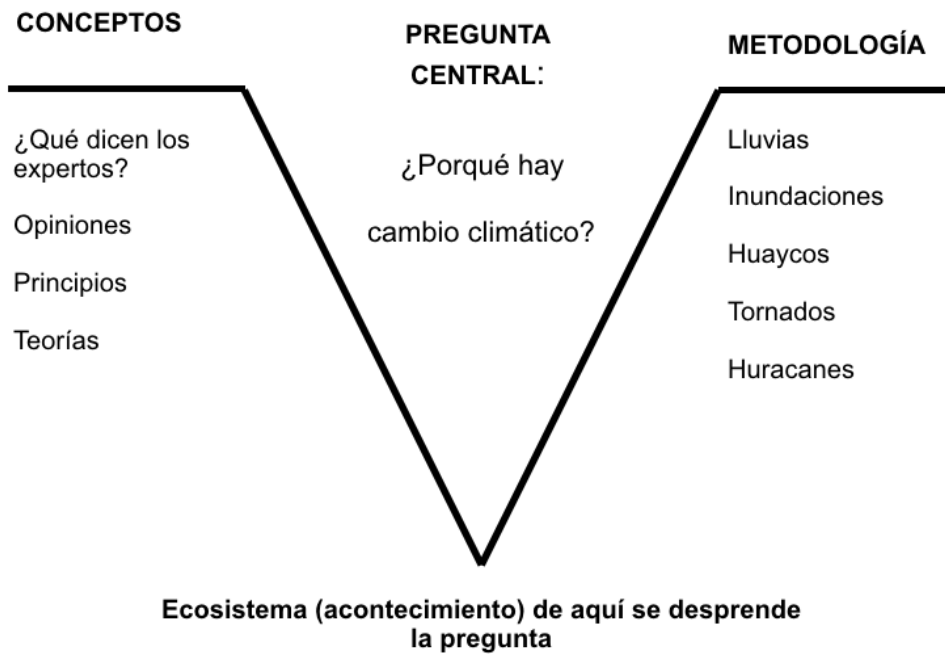 CONCEPTOS
¿Qué dicen los
expertos?
Opiniones
Principios
Teorías
PREGUNTA
CENTRAL:
¿Porqué hay
cambio climático?
METODOLOGÍA
Lluvias
Inundaciones
Huaycos
Tornados
Huracanes
Ecosistema (acontecimiento) de aquí se desprende
la pregunta